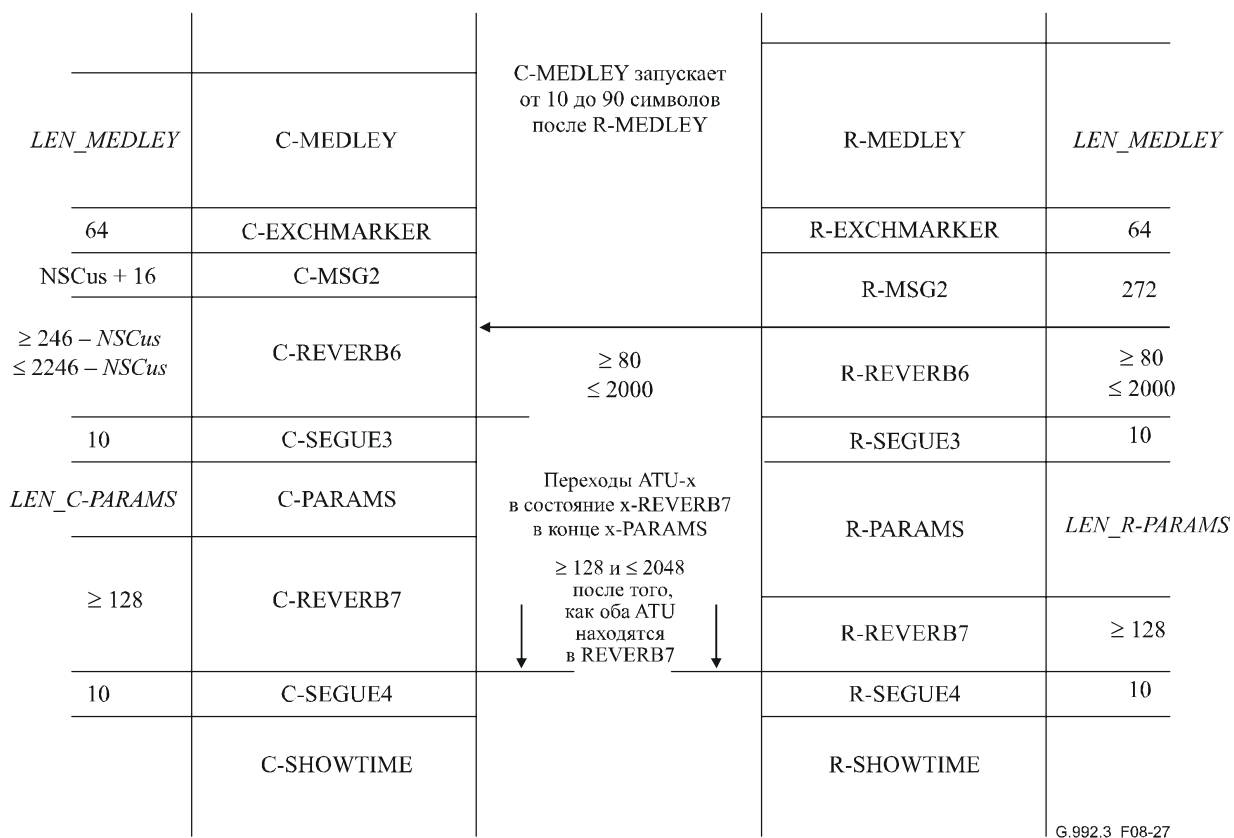 C-MEDLEY запускает
от 10 до 90 символов
после R-MEDLEY
LEN_MEDLEY
C-MEDLEY
R-MEDLEY
LEN_MEDLEY
64
C-EXCHMARKER
R-EXCHMARKER
64
NSCus + 16
C-MSG2
R-MSG2
272
≥ 246 – NSCus
≤ 2246 – NSCus
C-REVERB6
≥ 80
≤ 2000
R-REVERB6
≥ 80
≤ 2000
10
C-SEGUE3
R-SEGUE3
10
LEN_C-PARAMS
C-PARAMS
Переходы ATU-x
в состояние x-REVERB7
в конце x-PARAMS
R-PARAMS
LEN_R-PARAMS
≥ 128
C-REVERB7
≥ 128 и ≤ 2048
после того,
как оба ATU
находятся
в REVERB7
R-REVERB7
≥ 128
10
C-SEGUE4
R-SEGUE4
10
C-SHOWTIME
R-SHOWTIME
G.992.3_F08-27